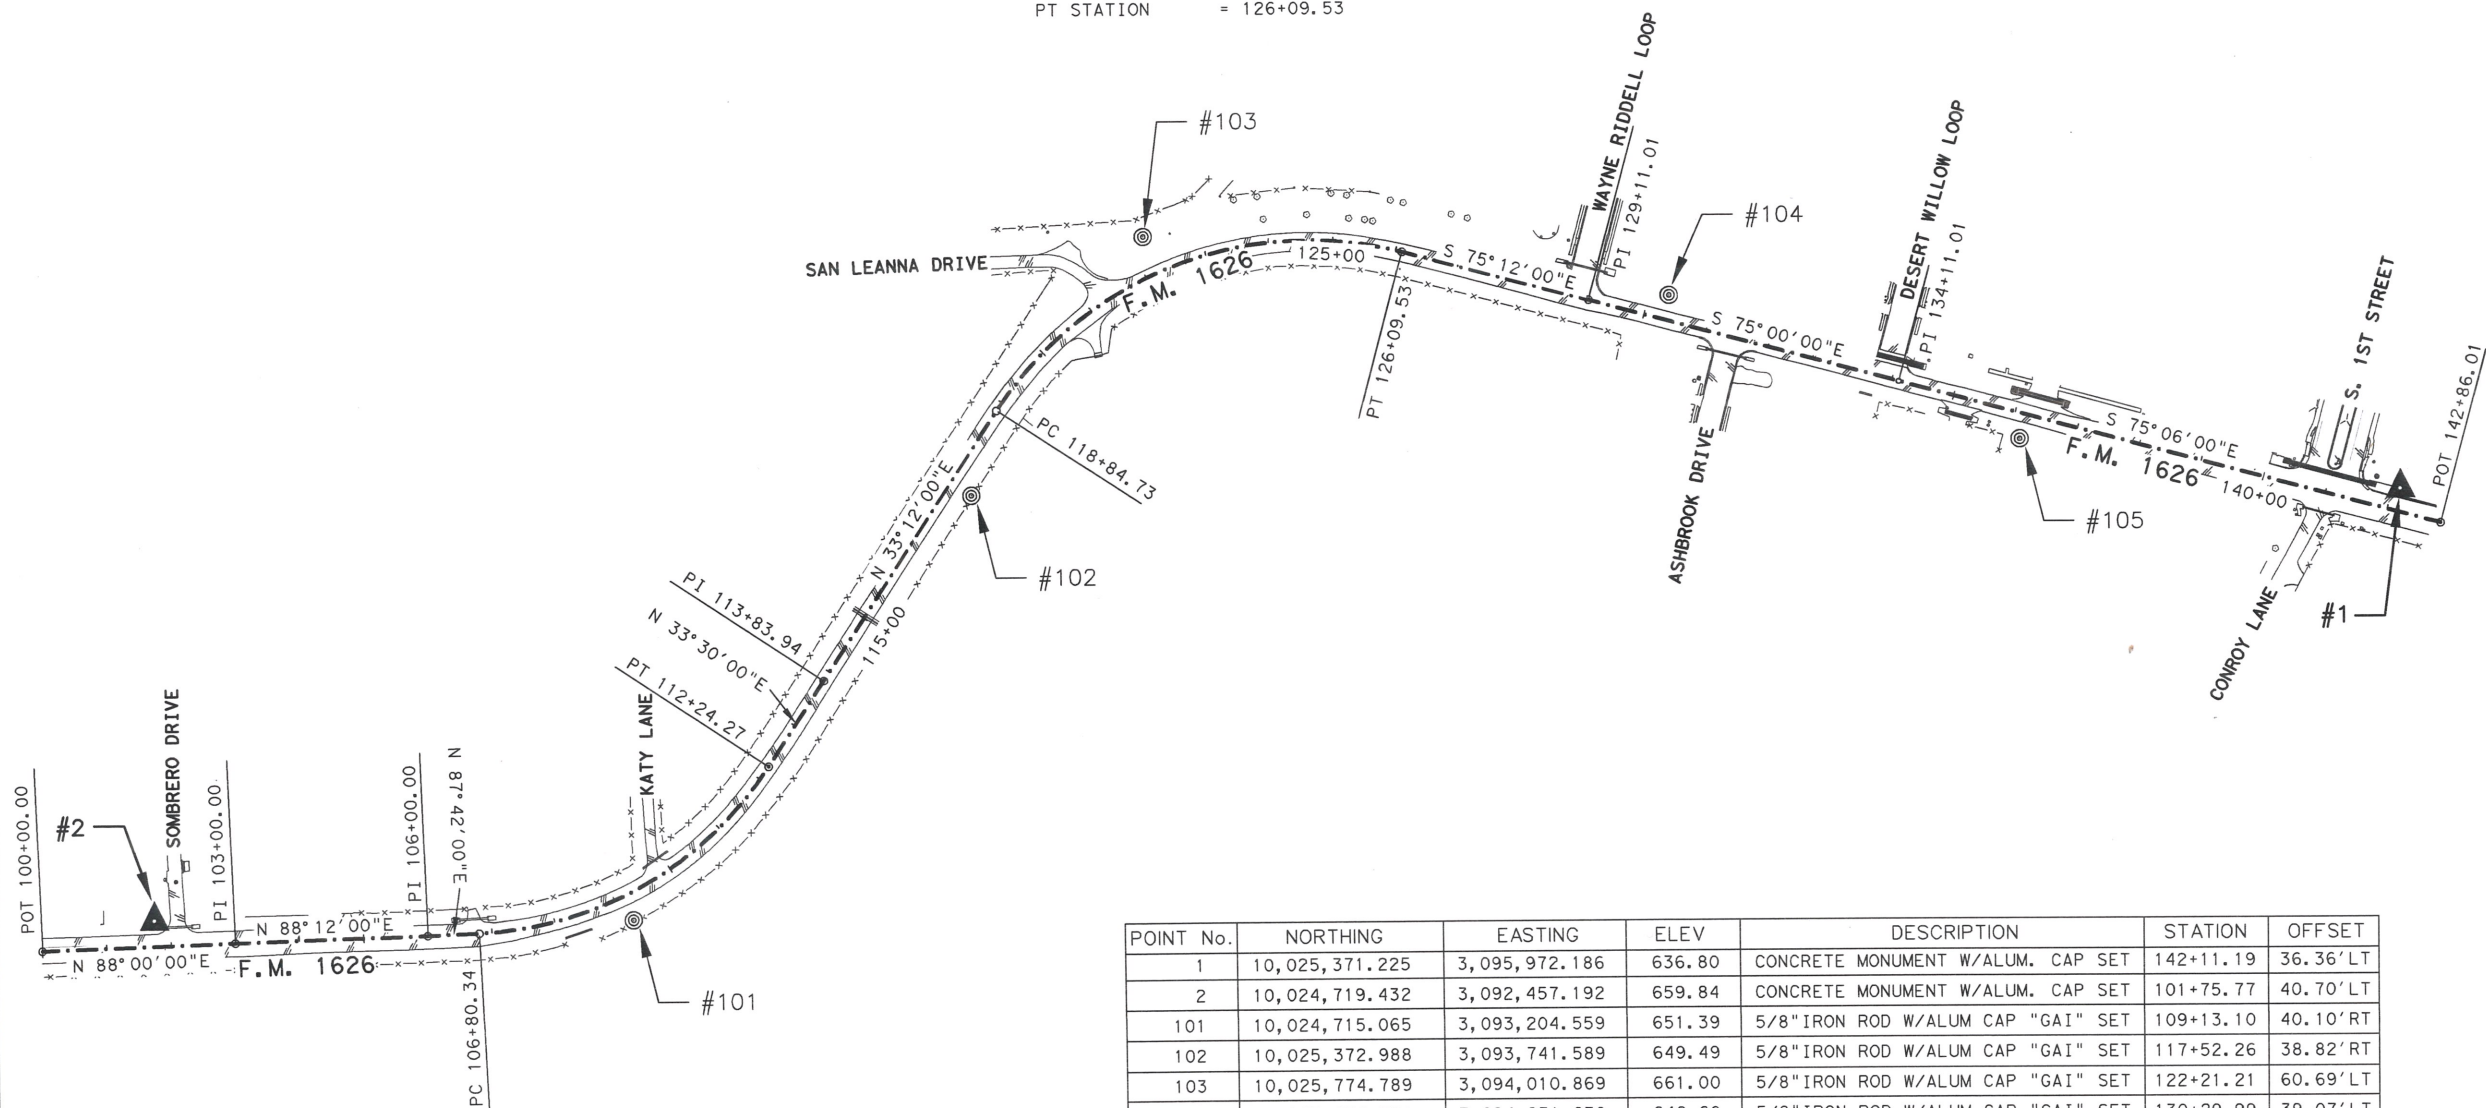 PT STATION = 126+09.53
WAYNE RIDDELL LOOP
PI 129+11.01
#103
DESERT WILLOW LOOP
PI 134+11.01
#104
SAN LEANNA DRIVE
F.M. 1626
125+00
S 75°12'00"E
PT 126+09.53
S 75°00'00"E
S. 1ST STREET
POT 142+86.01
PC 118+84.73
S 75°06'00"E
F.M. 1626
140+00
ASHBROOK DRIVE
#105
N 33°12'00"E
#102
#1
CONROY LANE
PI 113+83.94
N 33°30'00"E
115+00
PT 112+24.27
KATY LANE
SOMBRERO DRIVE
#2
POT 100+00.00
PI 103+00.00
PI 106+00.00
N 87°42'00"E
N 88°12'00"E
N 88°00'00"E
F.M. 1626
PC 106+80.34
#101
POINT No. NORTHING EASTING ELEV DESCRIPTION STATION OFFSET
1 10,025,371.225 3,095,972.186 636.80 CONCRETE MONUMENT W/ALUM. CAP SET 142+11.19 36.36'LT
2 10,024,719.432 3,092,457.192 659.84 CONCRETE MONUMENT W/ALUM. CAP SET 101+75.77 40.70'LT
101 10,024,715.065 3,093,204.559 651.39 5/8"IRON ROD W/ALUM CAP "GAI" SET 109+13.10 40.10'RT
102 10,025,372.988 3,093,741.589 649.49 5/8"IRON ROD W/ALUM CAP "GAI" SET 117+52.26 38.82'RT
103 10,025,774.789 3,094,010.869 661.00 5/8"IRON ROD W/ALUM CAP "GAI" SET 122+21.21 60.69'LT